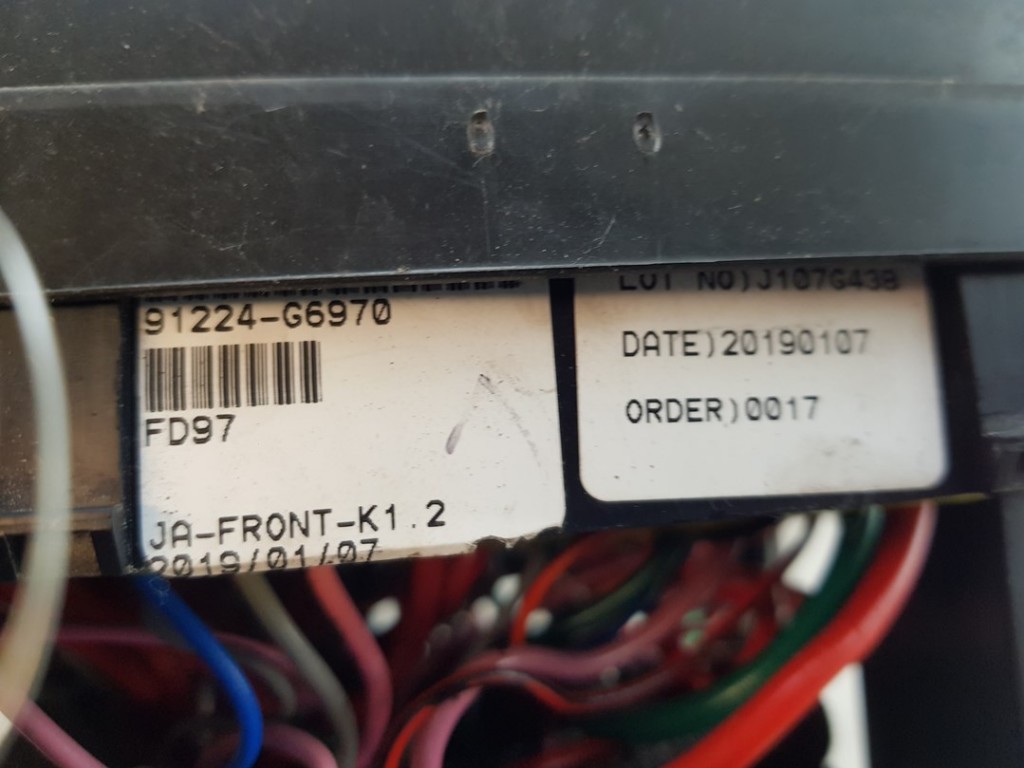 91224-G6970
FD97
JA-FRONT-K1.2
2019/01/07
LOT NO)J107G438
DATE)20190107
ORDER)0017